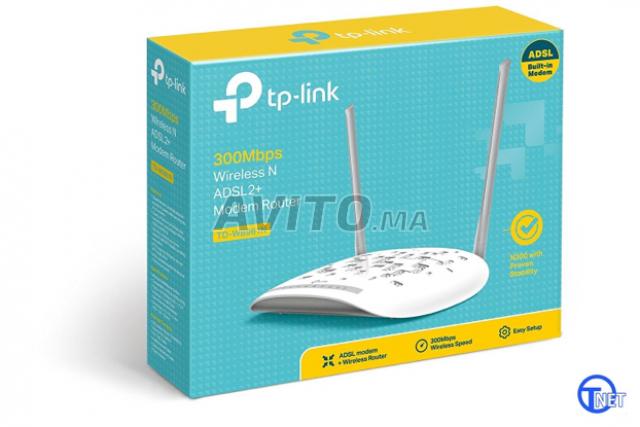 tp-link
ADSL
Built-in
Modem
tp-link
300Mbps
Wireless N
ADSL2+
Modem Router
AVITO.MA
N300 with
Proven
Stability
tp-link
ADSL modem
+ Wireless Router
300Mbps
Wireless Speed
Easy Setup
T NET